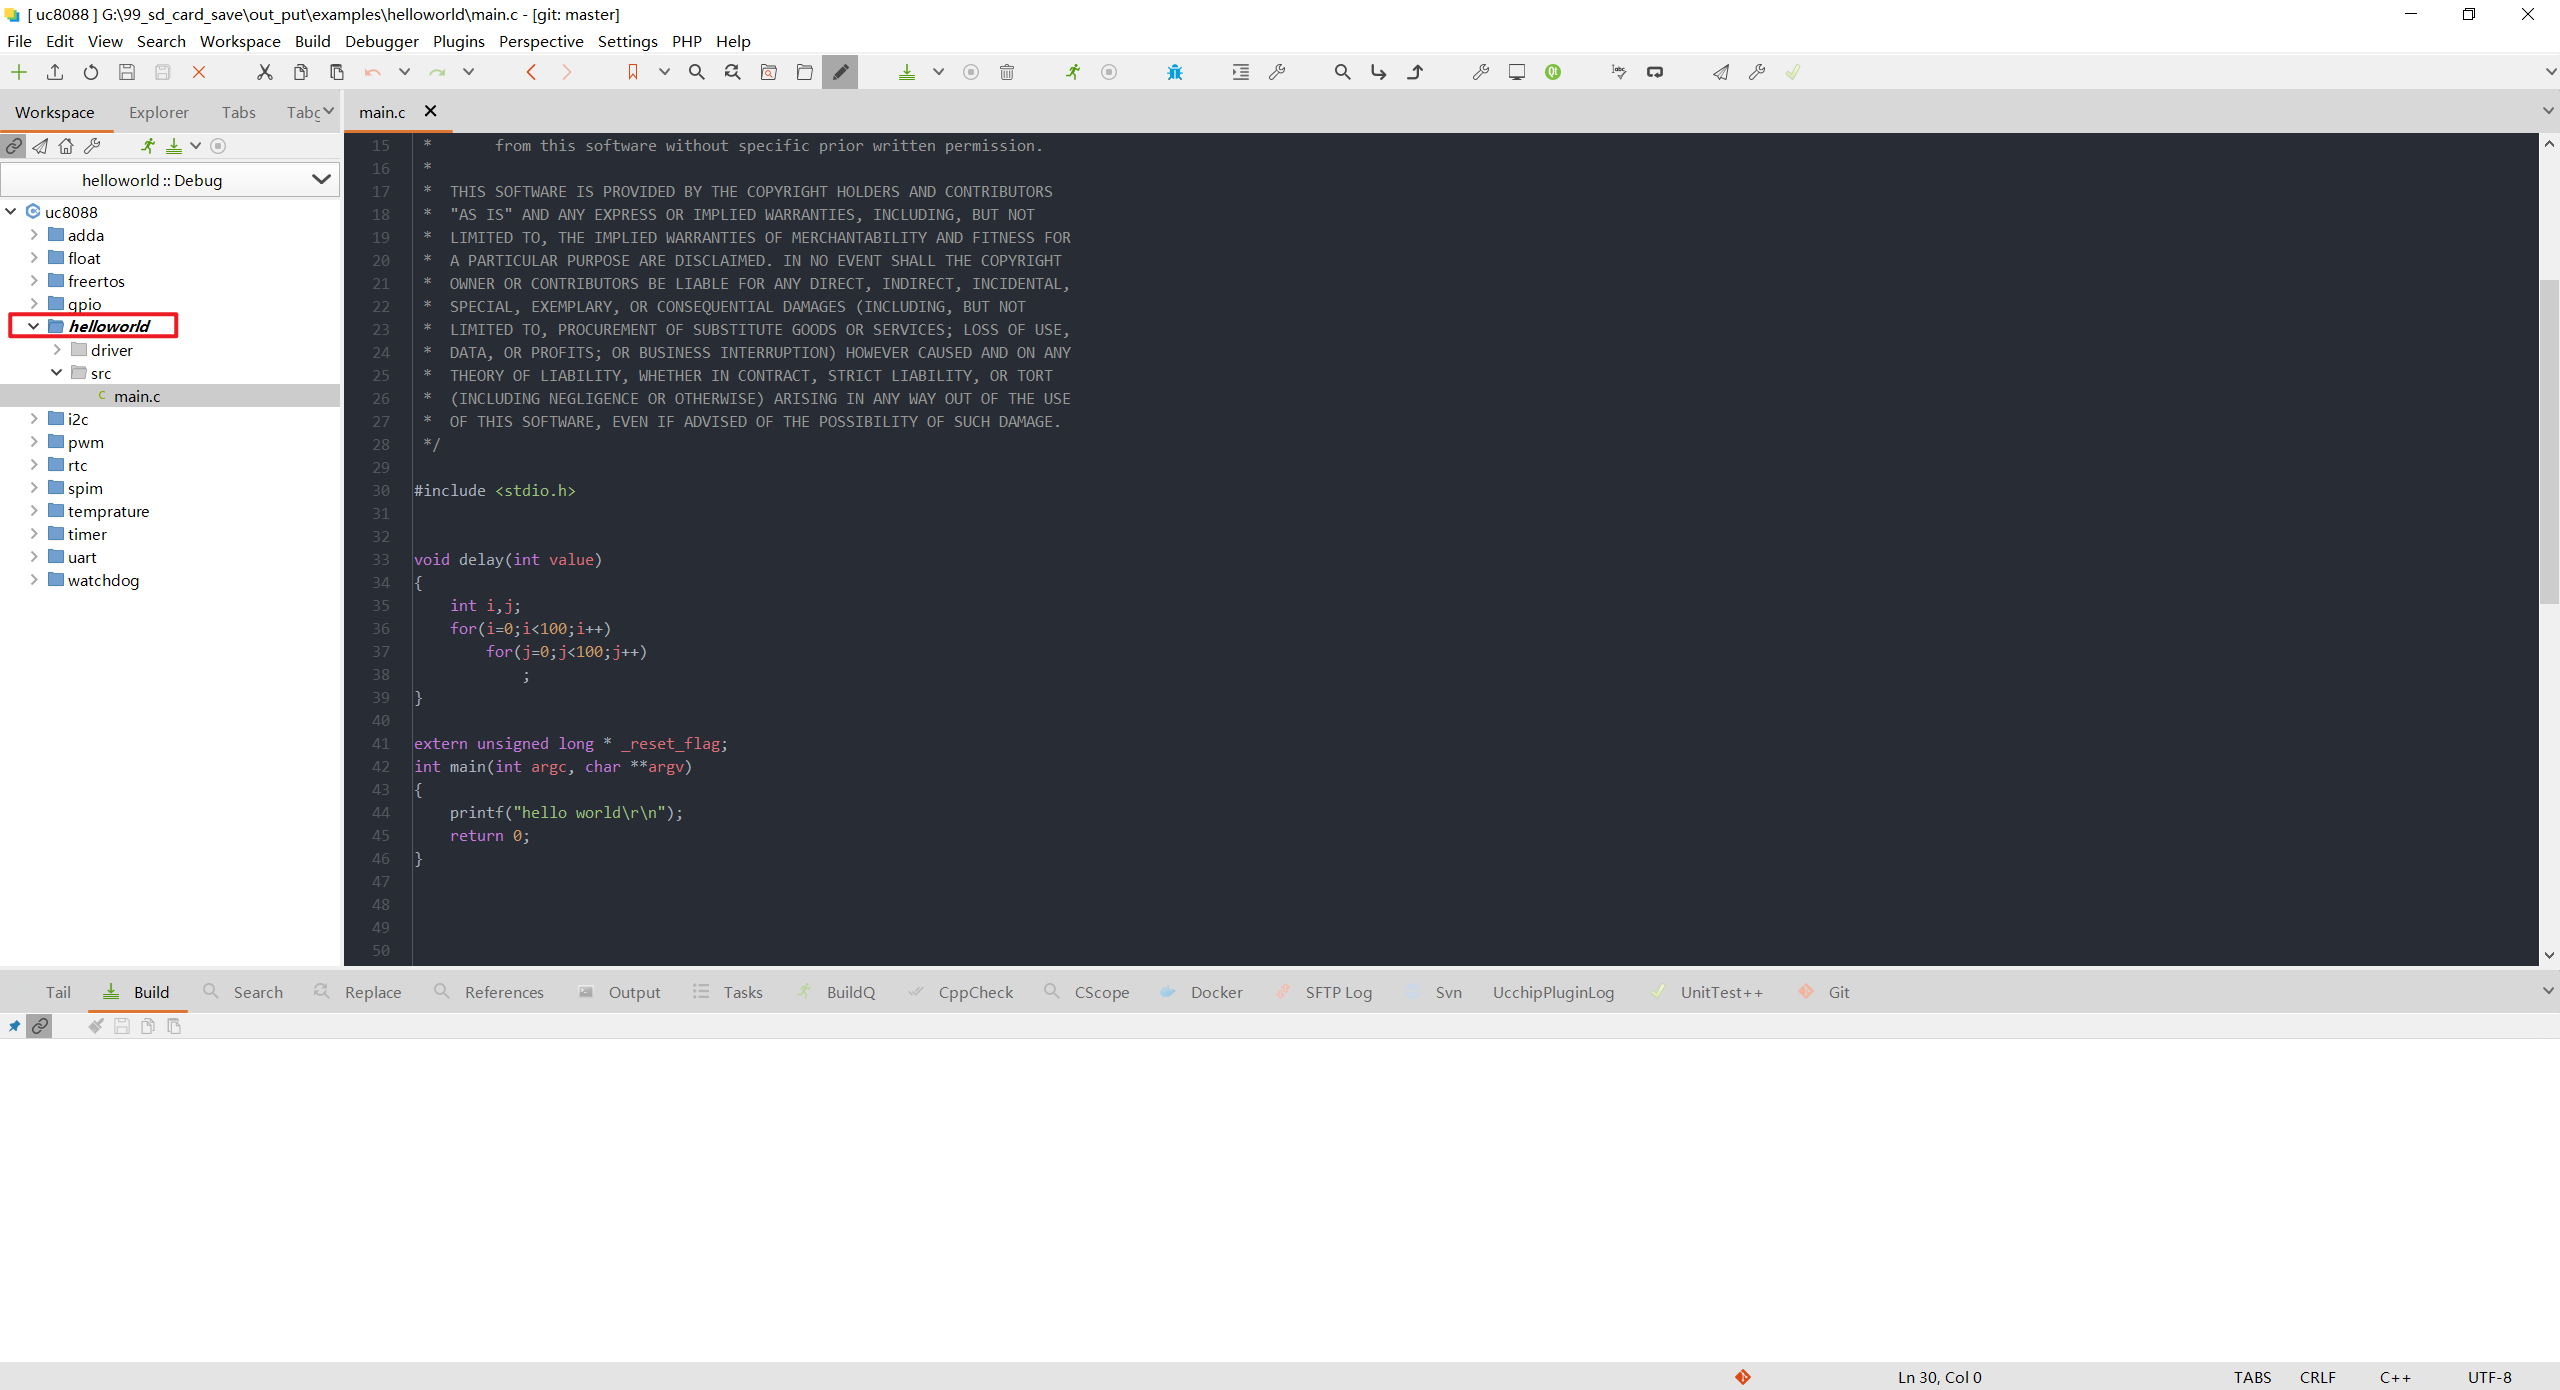 [ uc8088 ] G:\99_sd_card_save\out_put\examples\helloworld\main.c - [git: master]
File Edit View Search Workspace Build Debugger Plugins Perspective Settings PHP Help
Workspace Explorer Tabs Tabg
main.c
helloworld :: Debug
uc8088
adda
float
freertos
gpio
helloworld
driver
src
C main.c
i2c
pwm
rtc
spim
temprature
timer
uart
watchdog
15 *       from this software without specific prior written permission.
16 *
17 *  THIS SOFTWARE IS PROVIDED BY THE COPYRIGHT HOLDERS AND CONTRIBUTORS
18 *  "AS IS" AND ANY EXPRESS OR IMPLIED WARRANTIES, INCLUDING, BUT NOT
19 *  LIMITED TO, THE IMPLIED WARRANTIES OF MERCHANTABILITY AND FITNESS FOR
20 *  A PARTICULAR PURPOSE ARE DISCLAIMED. IN NO EVENT SHALL THE COPYRIGHT
21 *  OWNER OR CONTRIBUTORS BE LIABLE FOR ANY DIRECT, INDIRECT, INCIDENTAL,
22 *  SPECIAL, EXEMPLARY, OR CONSEQUENTIAL DAMAGES (INCLUDING, BUT NOT
23 *  LIMITED TO, PROCUREMENT OF SUBSTITUTE GOODS OR SERVICES; LOSS OF USE,
24 *  DATA, OR PROFITS; OR BUSINESS INTERRUPTION) HOWEVER CAUSED AND ON ANY
25 *  THEORY OF LIABILITY, WHETHER IN CONTRACT, STRICT LIABILITY, OR TORT
26 *  (INCLUDING NEGLIGENCE OR OTHERWISE) ARISING IN ANY WAY OUT OF THE USE
27 *  OF THIS SOFTWARE, EVEN IF ADVISED OF THE POSSIBILITY OF SUCH DAMAGE.
28 */
29
30 #include <stdio.h>
31
32
33 void delay(int value)
34 {
35     int i,j;
36     for(i=0;i<100;i++)
37         for(j=0;j<100;j++)
38             ;
39 }
40
41 extern unsigned long * _reset_flag;
42 int main(int argc, char **argv)
43 {
44     printf("hello world\r\n");
45     return 0;
46 }
47
48
49
50
Tail Build Search Replace References Output Tasks BuildQ CppCheck CScope Docker SFTP Log Svn UcchipPluginLog UnitTest++ Git
Ln 30, Col 0 TABS CRLF C++ UTF-8